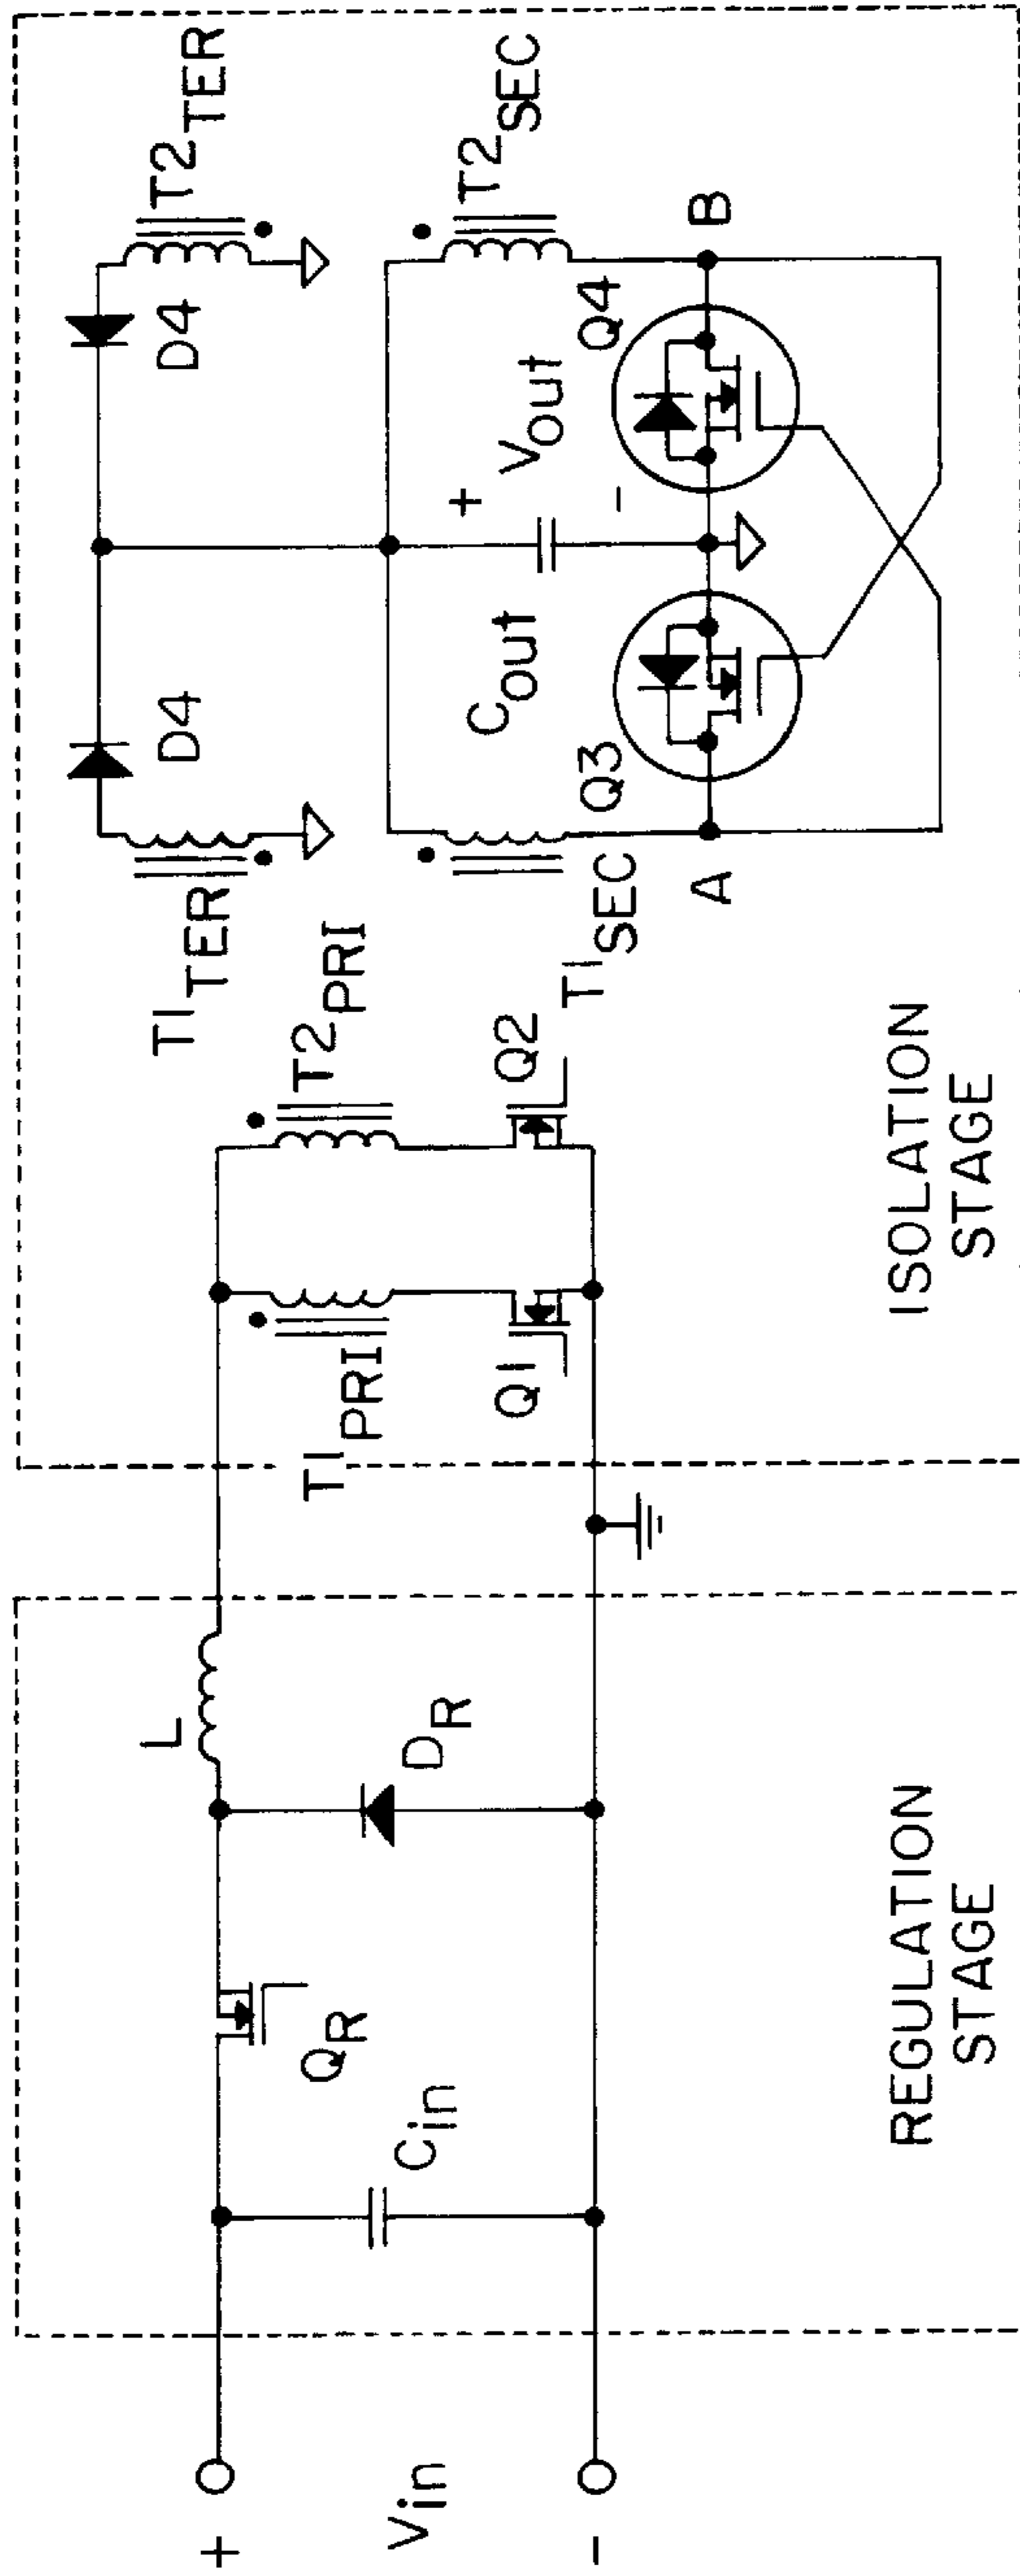 +
Vin
-
Cin
QR
L
DR
REGULATION
STAGE
T1PRI
Q1
T2PRI
Q2
ISOLATION
STAGE
T1TER
D4
D4
T2TER
T1SEC
Q3
A
Cout
+
Vout
-
Q4
T2SEC
B